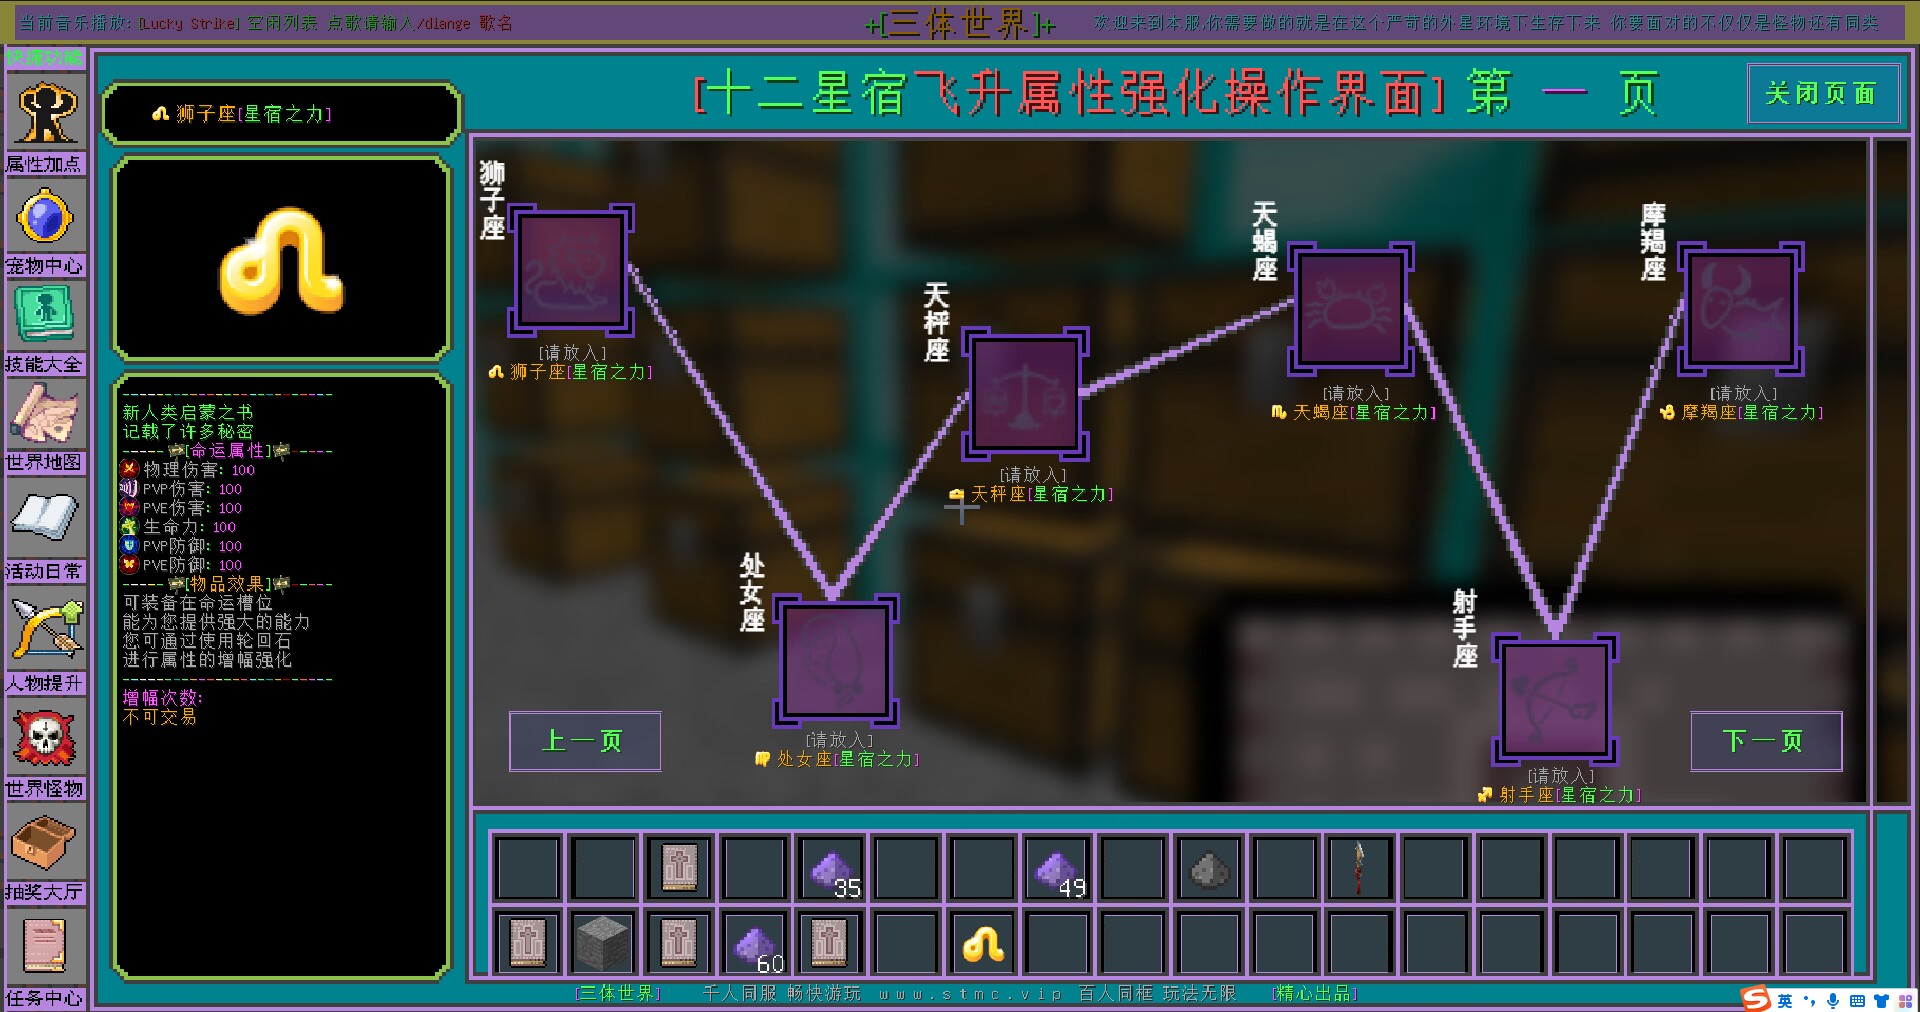 当前音乐播放: [Lucky Strike] 空闲列表 点歌请输入/diange 歌名
+[三体世界]+
欢迎来到本服,你需要做的就是在这个严苛的外星环境下生存下来 你要面对的不仅仅是怪物还有同类
快捷功能
属性加点
宠物中心
技能大全
世界地图
活动日常
人物提升
世界怪物
抽奖大厅
任务中心
狮子座[星宿之力]
[十二星宿飞升属性强化操作界面] 第 一 页
关闭页面
新人类启蒙之书
记载了许多秘密
[命运属性]
物理伤害: 100
PVP伤害: 100
PVE伤害: 100
生命力: 100
PVP防御: 100
PVE防御: 100
[物品效果]
可装备在命运槽位
能为您提供强大的能力
您可通过使用轮回石
进行属性的增幅强化
增幅次数:
不可交易
狮子座
[请放入]
狮子座[星宿之力]
处女座
[请放入]
处女座[星宿之力]
天秤座
[请放入]
天秤座[星宿之力]
天蝎座
[请放入]
天蝎座[星宿之力]
射手座
[请放入]
射手座[星宿之力]
摩羯座
[请放入]
摩羯座[星宿之力]
上一页
下一页
35
49
60
[三体世界] 千人同服 畅快游玩 www.stmc.vip 百人同框 玩法无限 [精心出品]
英